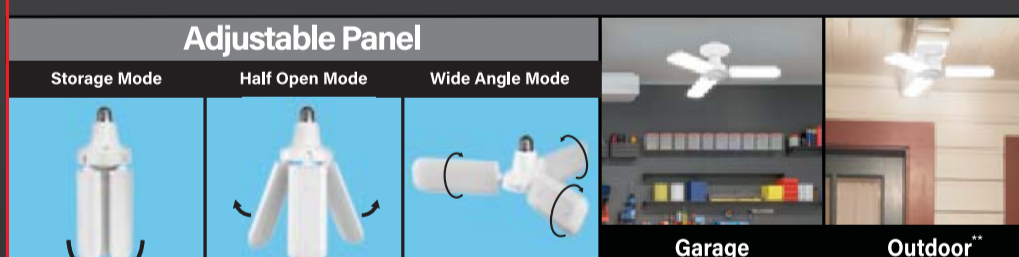 Adjustable Panel
Storage Mode
Half Open Mode
Wide Angle Mode
Garage
Outdoor**